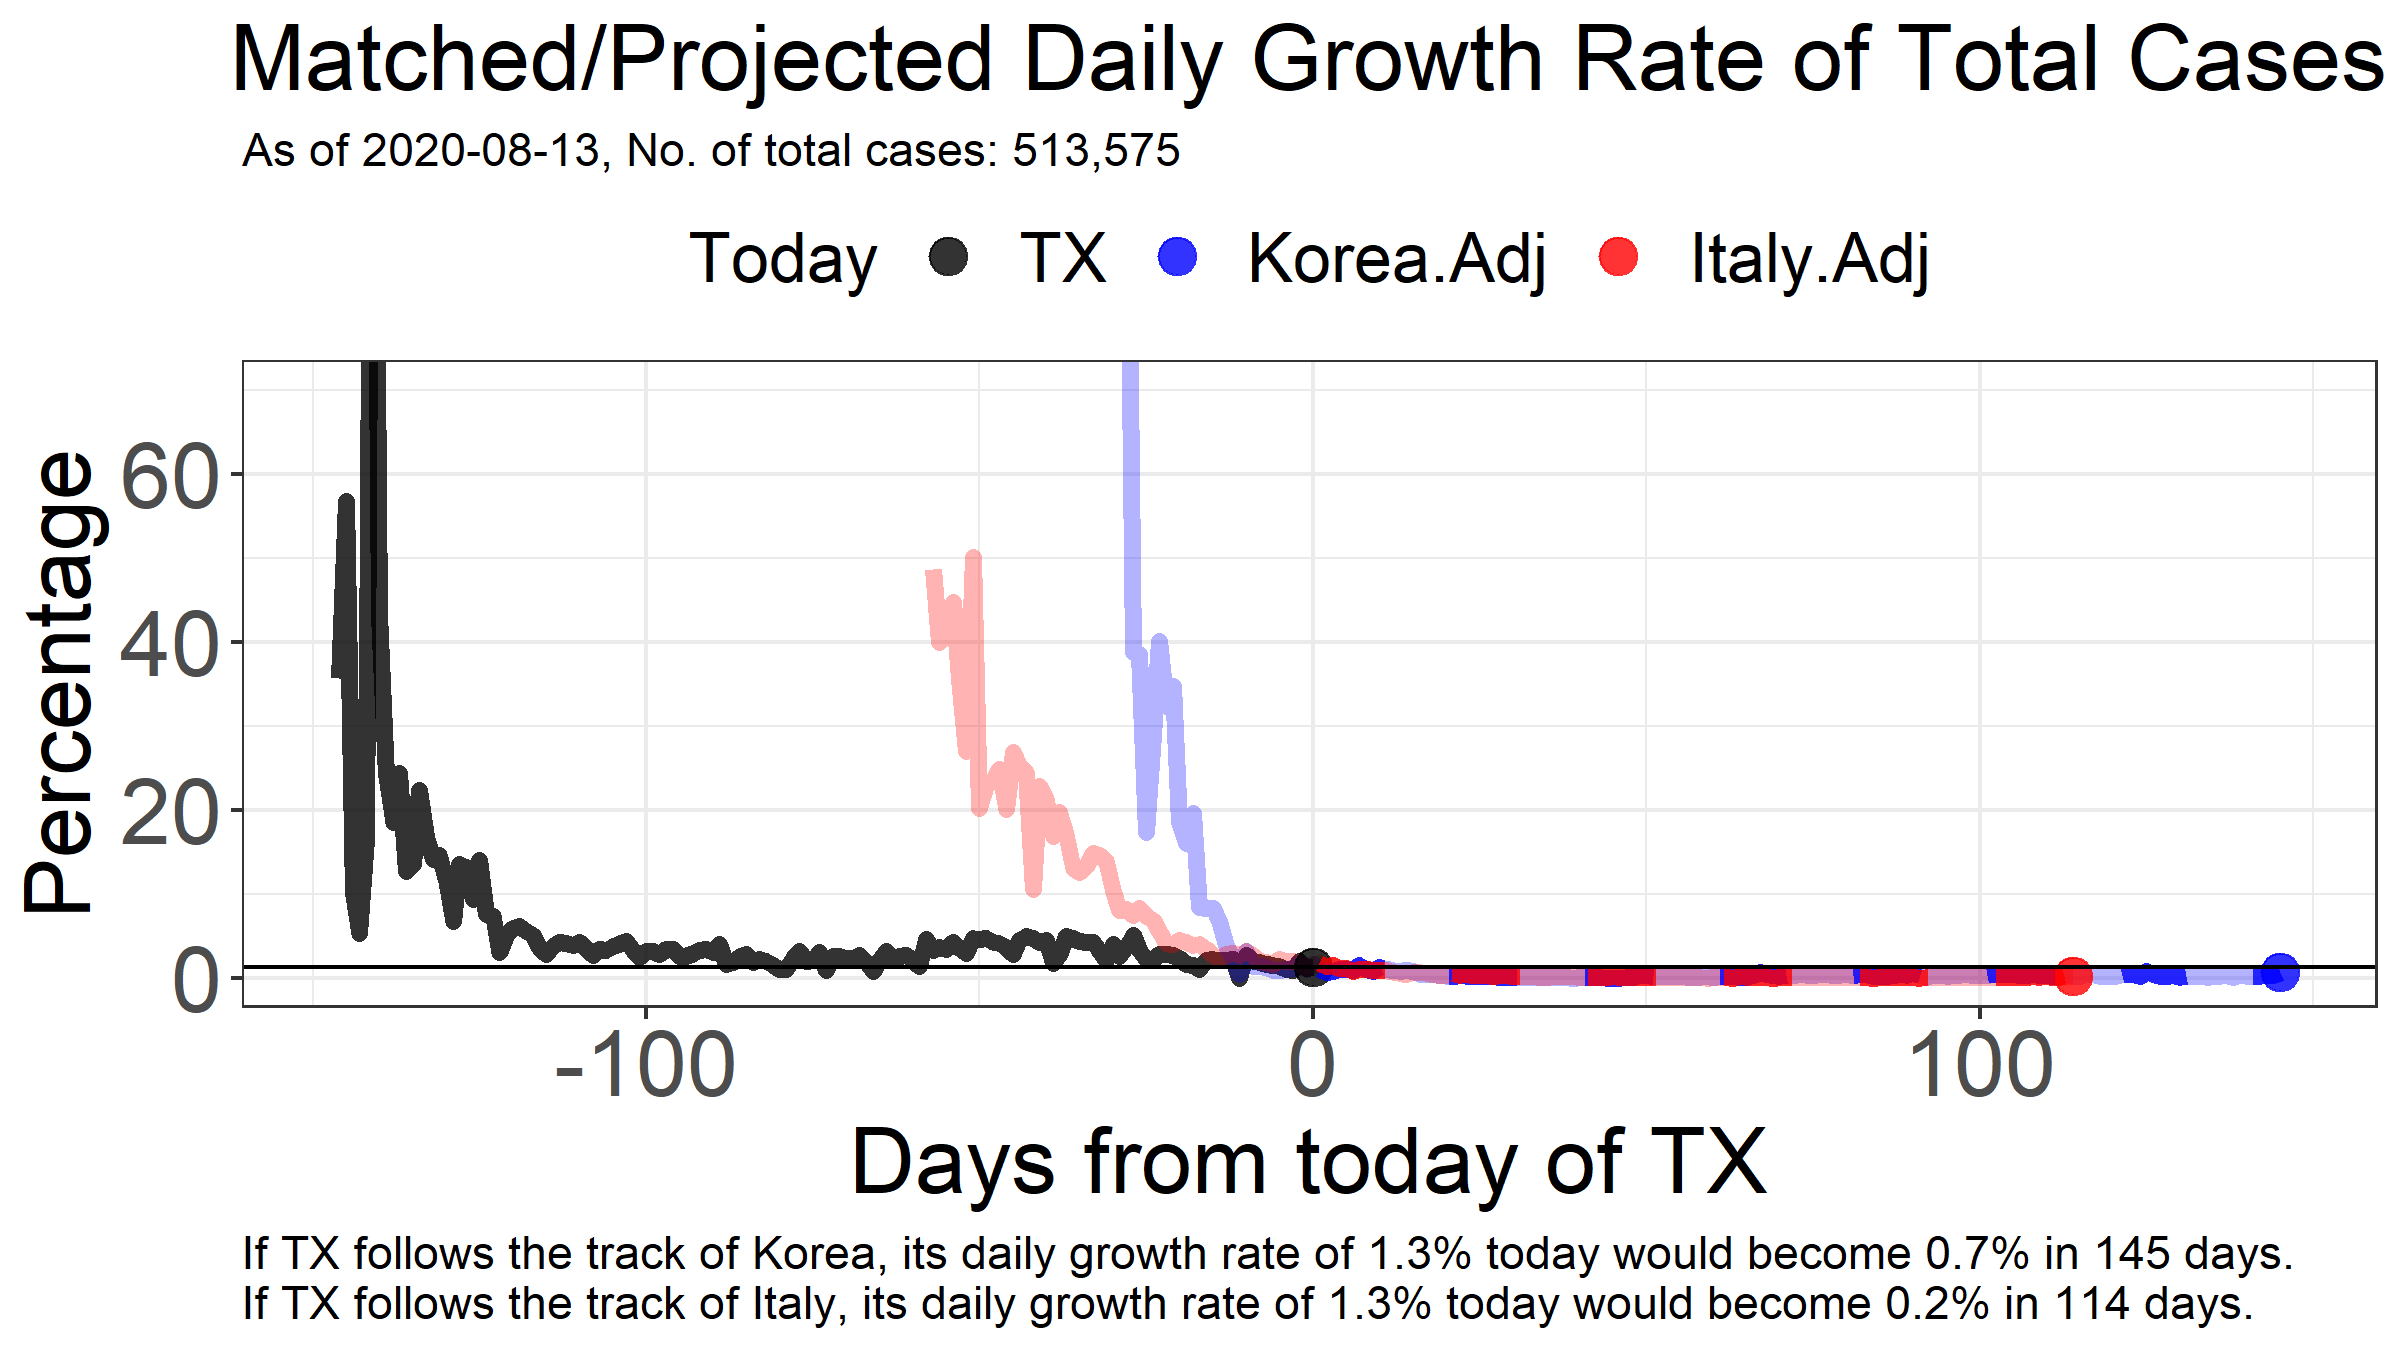 Matched/Projected Daily Growth Rate of Total Cases
As of 2020-08-13, No. of total cases: 513,575
Today TX Korea.Adj Italy.Adj
Percentage
60
40
20
0
-100 0 100
Days from today of TX
If TX follows the track of Korea, its daily growth rate of 1.3% today would become 0.7% in 145 days.
If TX follows the track of Italy, its daily growth rate of 1.3% today would become 0.2% in 114 days.